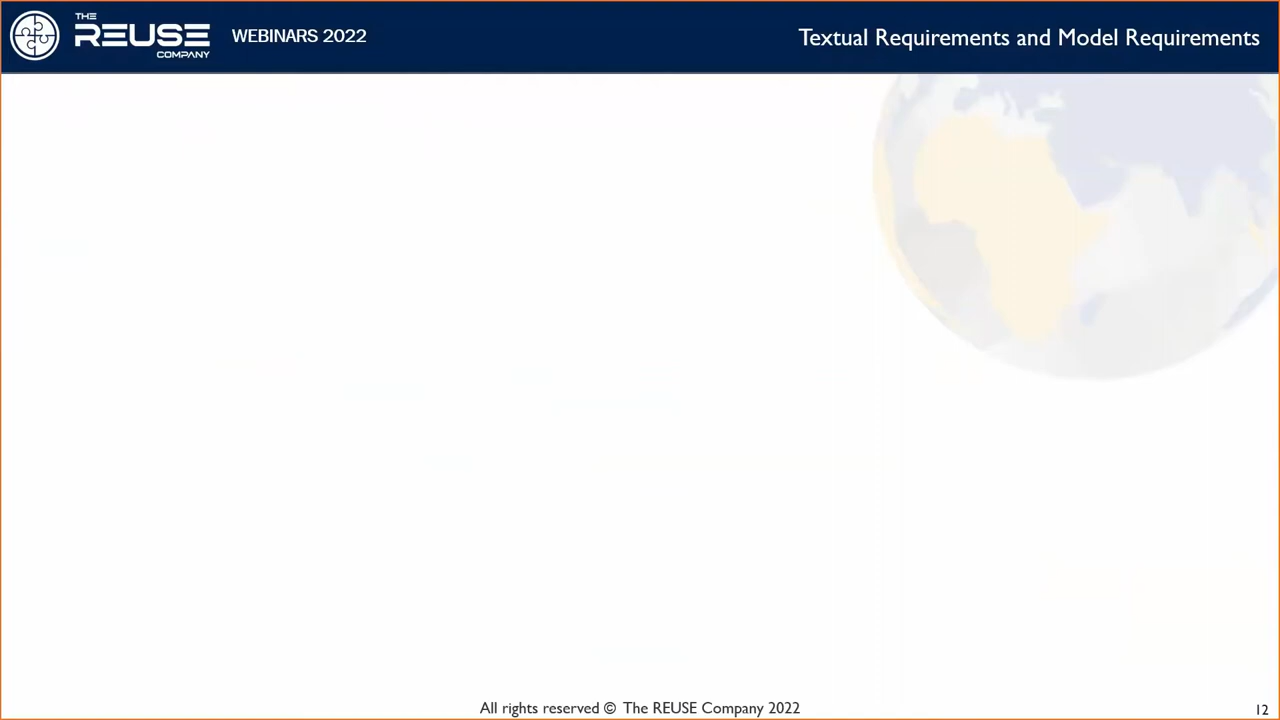 THE
REUSE
COMPANY
WEBINARS 2022
Textual Requirements and Model Requirements
All rights reserved © The REUSE Company 2022
12